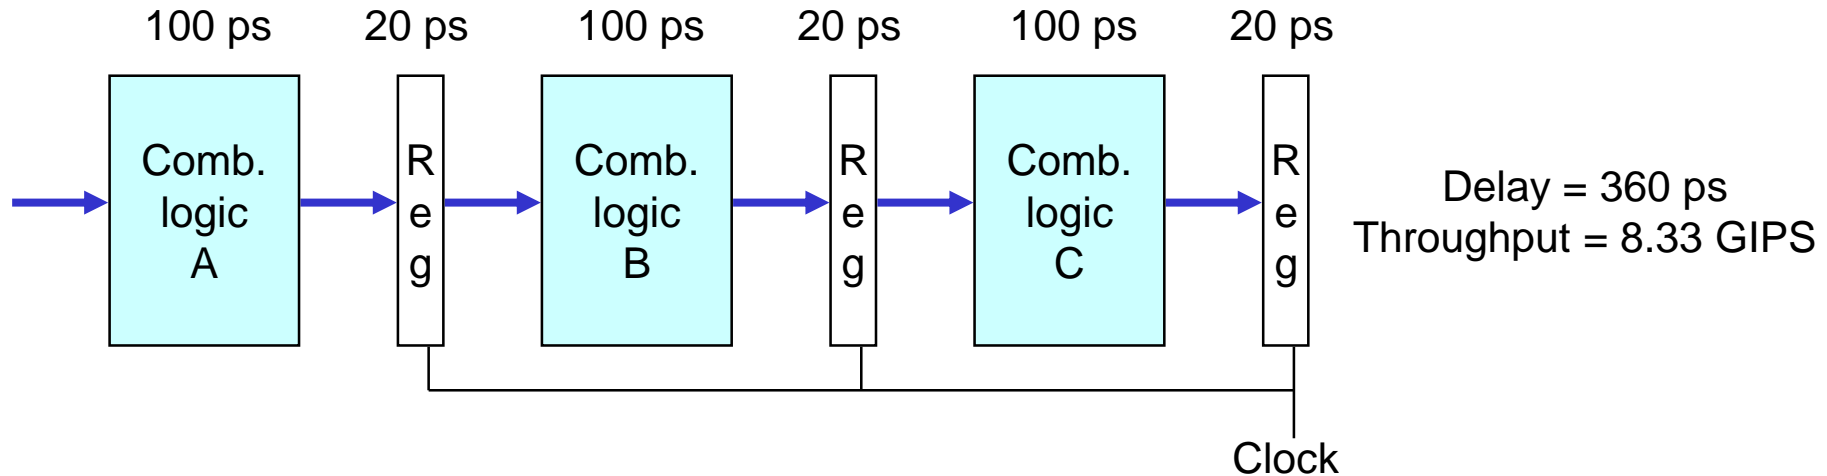 100 ps
20 ps
100 ps
20 ps
100 ps
20 ps
Comb.
logic
A
R
e
g
Comb.
logic
B
R
e
g
Comb.
logic
C
R
e
g
Delay = 360 ps
Throughput = 8.33 GIPS
Clock